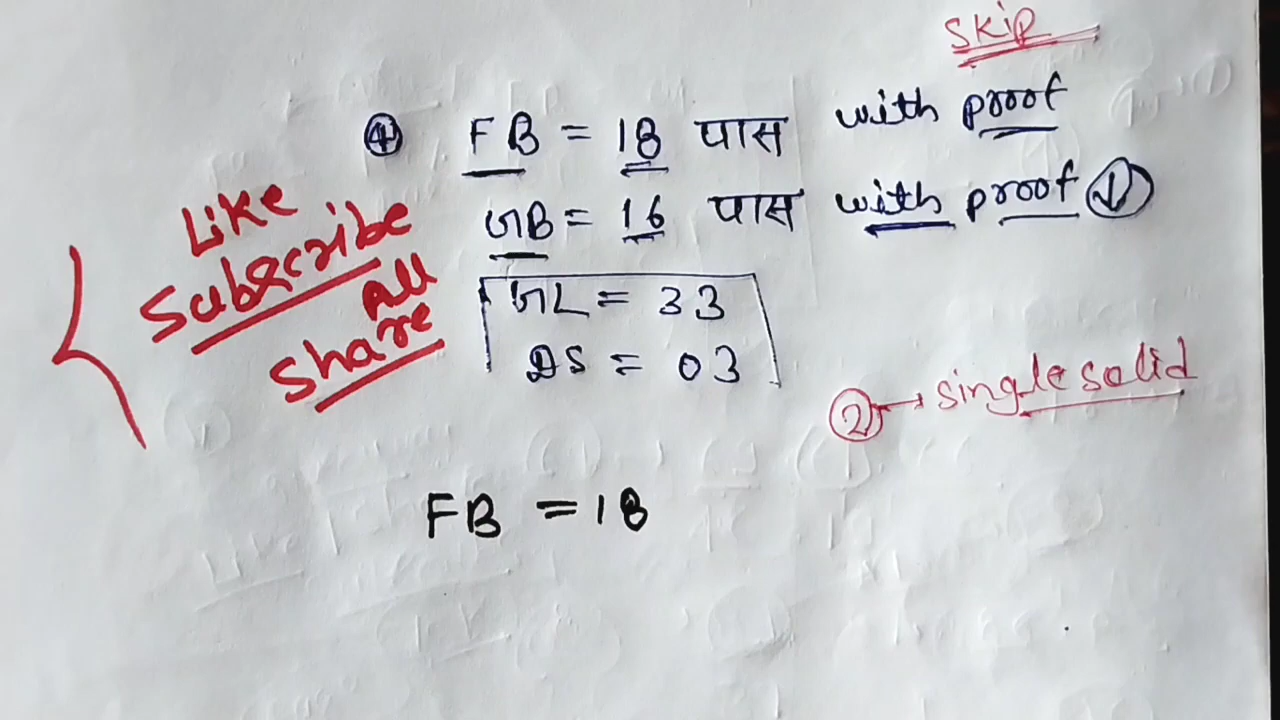 SKIP
④ FB = 18 पास with proof
GB = 16 पास with proof ①
GL = 33
DS = 03
Like
Subscribe
All
Share
② → single solid
FB = 18